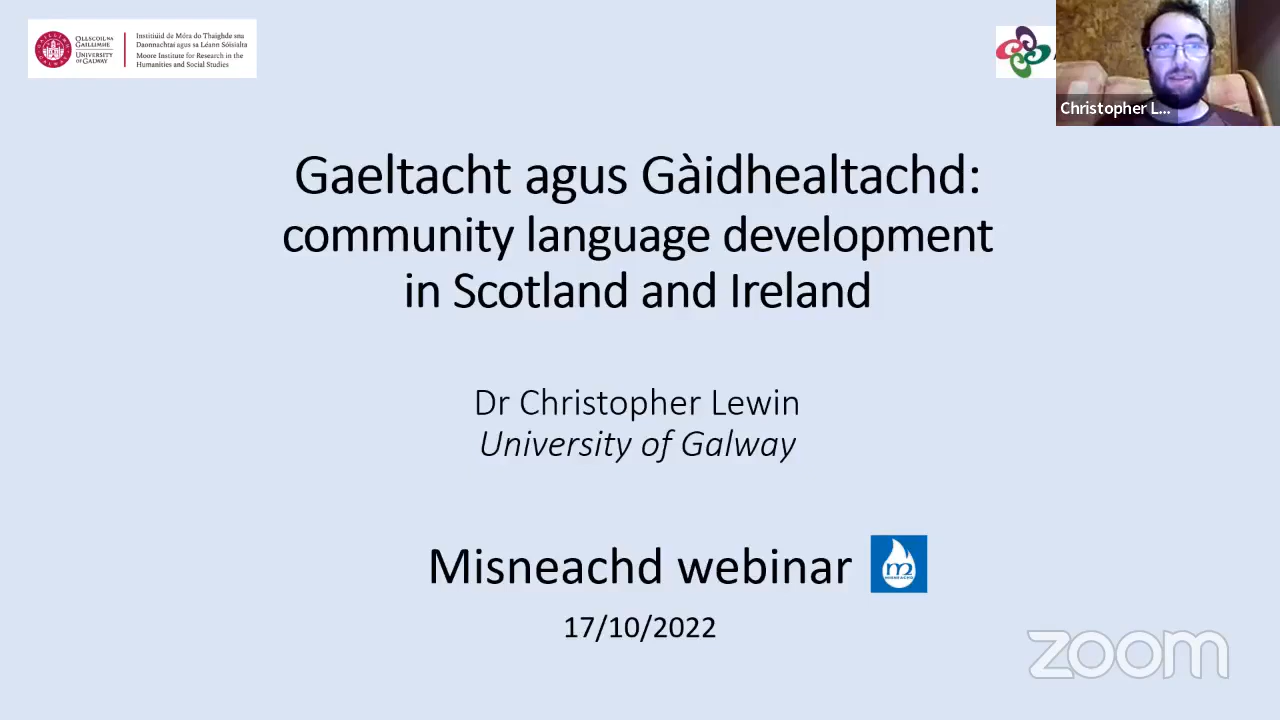 OLLSCOIL NA
GAILLIMHE
UNIVERSITY
OF GALWAY
Institiúid de Móra do Thaighde sna
Daonnachtaí agus sa Léann Sóisialta
Moore Institute for Research in the
Humanities and Social Studies
Christopher L...
Gaeltacht agus Gàidhealtachd:
community language development
in Scotland and Ireland
Dr Christopher Lewin
University of Galway
Misneachd webinar
m
MISNEACHD
17/10/2022
zoom